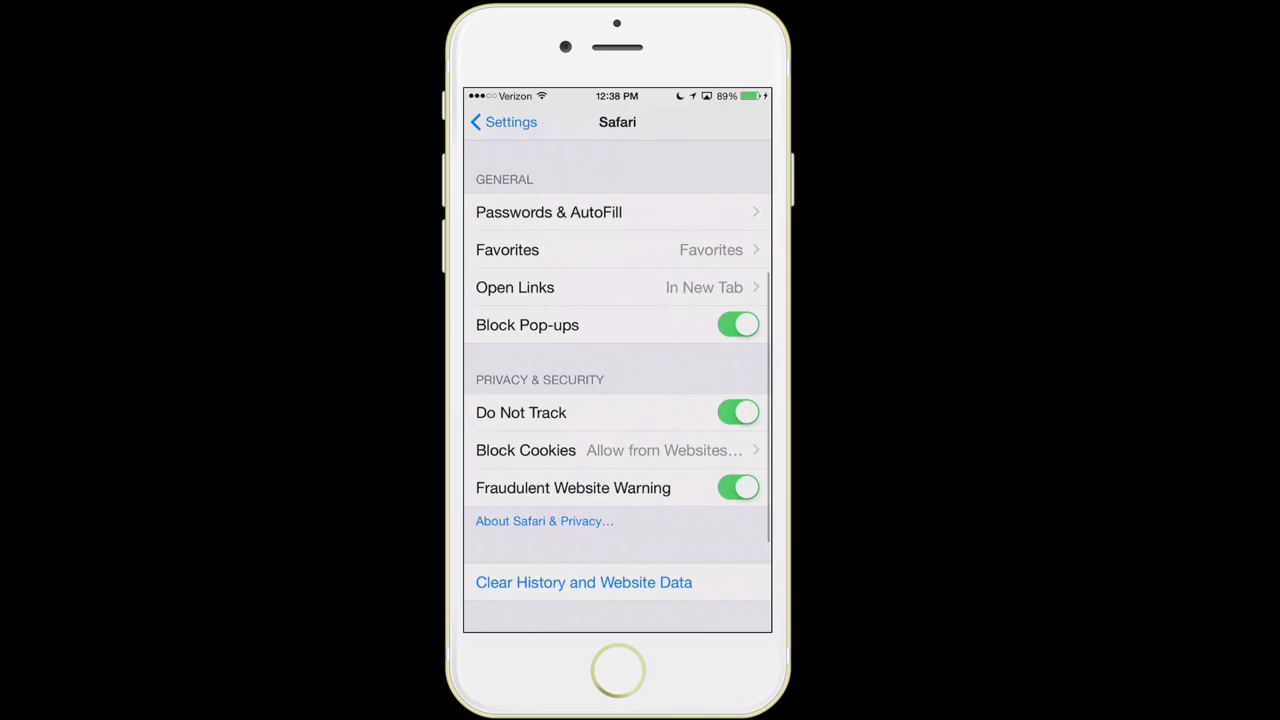 Verizon 12:38 PM 89%
Settings Safari
GENERAL
Passwords & AutoFill
Favorites Favorites
Open Links In New Tab
Block Pop-ups
PRIVACY & SECURITY
Do Not Track
Block Cookies Allow from Websites…
Fraudulent Website Warning
About Safari & Privacy…
Clear History and Website Data